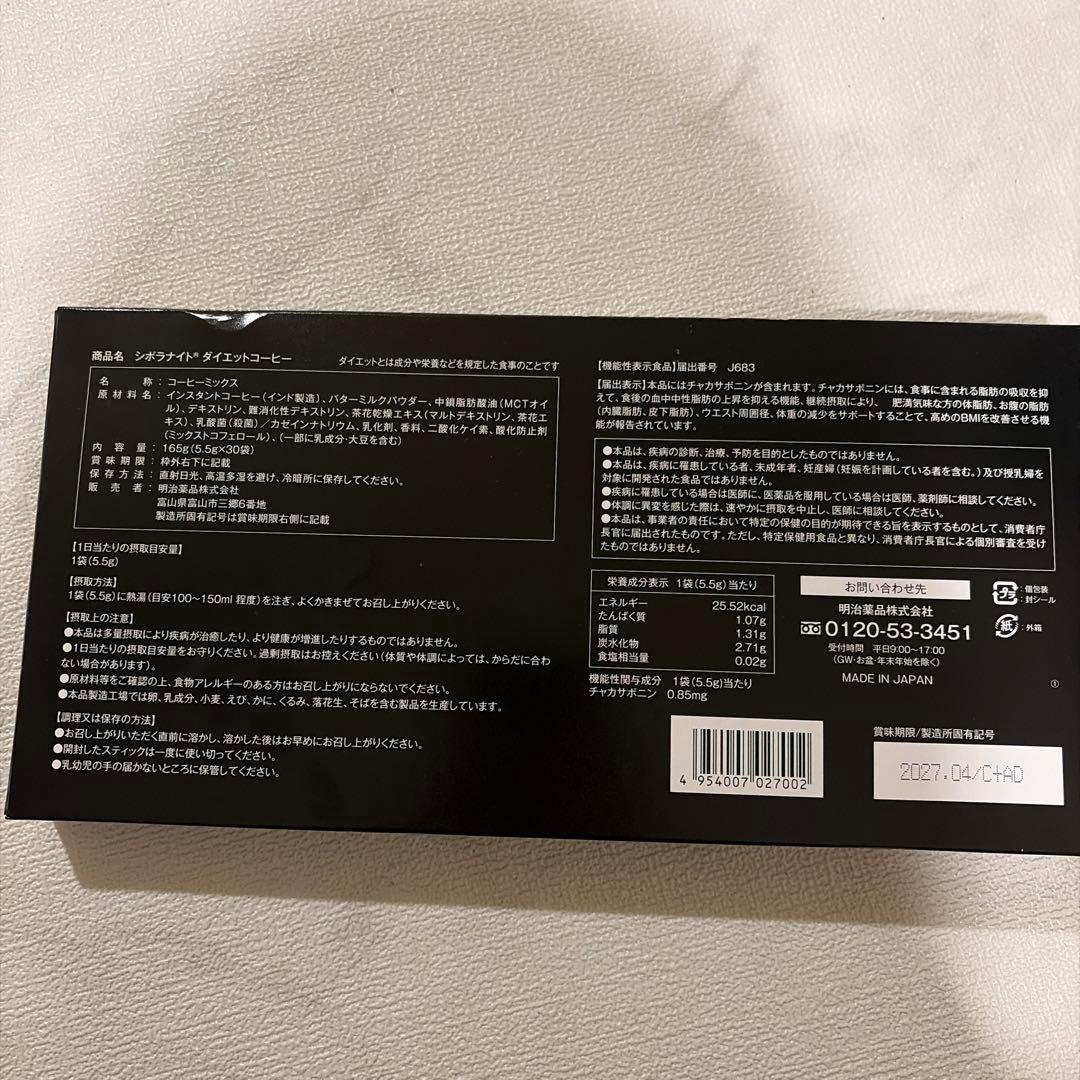 商品名 シボラナイト® ダイエットコーヒー
ダイエットとは成分や栄養などを規定した食事のことです
名称：コーヒーミックス
原材料名：インスタントコーヒー（インド製造）、バターミルクパウダー、中鎖脂肪酸油（MCTオイ
ル）、デキストリン、難消化性デキストリン、茶花乾燥エキス（マルトデキストリン、茶花エ
キス）、乳酸菌（殺菌）／カゼインナトリウム、乳化剤、香料、二酸化ケイ素、酸化防止剤
（ミックストコフェロール）、（一部に乳成分・大豆を含む）
内容量：165g（5.5g×30袋）
賞味期限：枠外右下に記載
保存方法：直射日光、高温多湿を避け、冷暗所に保存してください。
販売者：明治薬品株式会社
富山県富山市三郷6番地
製造所固有記号は賞味期限右側に記載
【1日当たりの摂取目安量】
1袋（5.5g）
【摂取方法】
1袋（5.5g）に熱湯（目安100〜150ml 程度）を注ぎ、よくかきまぜてお召し上がりください。
【摂取上の注意】
●本品は多量摂取により疾病が治癒したり、より健康が増進したりするものではありません。
●1日当たりの摂取目安量をお守りください。過剰摂取はお控えください（体質や体調によっては、からだに合わ
ない場合があります）。
●原材料等をご確認の上、食物アレルギーのある方はお召し上がりにならないでください。
●本品製造工場では卵、乳成分、小麦、えび、かに、くるみ、落花生、そばを含む製品を生産しています。
【調理又は保存の方法】
●お召し上がりいただく直前に溶かし、溶かした後はお早めにお召し上がりください。
●開封したスティックは一度に使い切ってください。
●乳幼児の手の届かないところに保管してください。
【機能性表示食品】届出番号 J683
【届出表示】本品にはチャカサポニンが含まれます。チャカサポニンには、食事に含まれる脂肪の吸収を抑
えて、食後の血中中性脂肪の上昇を抑える機能、継続摂取により、 肥満気味な方の体脂肪、お腹の脂肪
（内臓脂肪、皮下脂肪）、ウエスト周囲径、体重の減少をサポートすることで、高めのBMIを改善させる機
能が報告されています。
●本品は、疾病の診断、治療、予防を目的としたものではありません。
●本品は、疾病に罹患している者、未成年者、妊産婦（妊娠を計画している者を含む。）及び授乳婦を
対象に開発された食品ではありません。
●疾病に罹患している場合は医師に、医薬品を服用している場合は医師、薬剤師に相談してください。
●体調に異変を感じた際は、速やかに摂取を中止し、医師に相談してください。
●本品は、事業者の責任において特定の保健の目的が期待できる旨を表示するものとして、消費者庁
長官に届出されたものです。ただし、特定保健用食品と異なり、消費者庁長官による個別審査を受け
たものではありません。
栄養成分表示 1袋（5.5g）当たり
エネルギー 25.52kcal
たんぱく質 1.07g
脂質 1.31g
炭水化物 2.71g
食塩相当量 0.02g
機能性関与成分 1袋（5.5g）当たり
チャカサポニン 0.85mg
お問い合わせ先
明治薬品株式会社
0120-53-3451
受付時間 平日9:00〜17:00
（GW・お盆・年末年始を除く）
MADE IN JAPAN
プラ
：個包装
：封シール
紙
：外箱
①
4 954007 027002
賞味期限/製造所固有記号
2027.04/C+AD